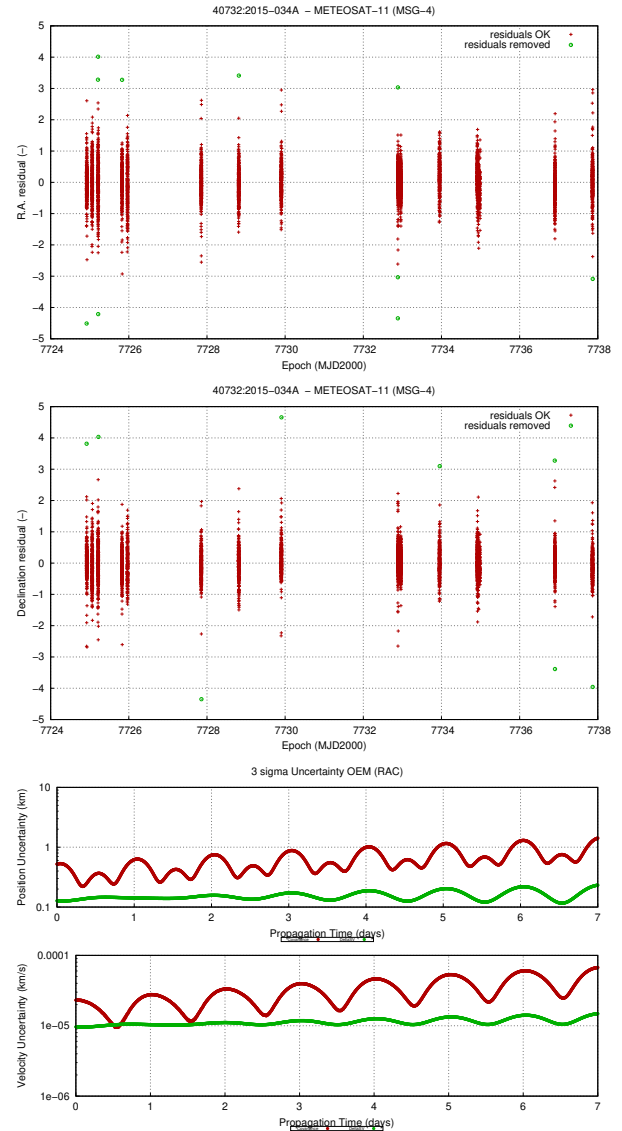 40732:2015-034A − METEOSAT−11 (MSG−4)
5
4
3
2
1
0
−1
−2
−3
−4
−5
R.A. residual (−)
residuals OK
residuals removed
7724 7726 7728 7730 7732 7734 7736 7738
Epoch (MJD2000)
40732:2015-034A − METEOSAT−11 (MSG−4)
5
4
3
2
1
0
−1
−2
−3
−4
−5
Declination residual (−)
residuals OK
residuals removed
7724 7726 7728 7730 7732 7734 7736 7738
Epoch (MJD2000)
3 sigma Uncertainty OEM (RAC)
10
1
0.1
Position Uncertainty (km)
0 1 2 3 4 5 6 7
Propagation Time (days)
0.0001
1e−05
1e−06
Velocity Uncertainty (km/s)
0 1 2 3 4 5 6 7
Propagation Time (days)